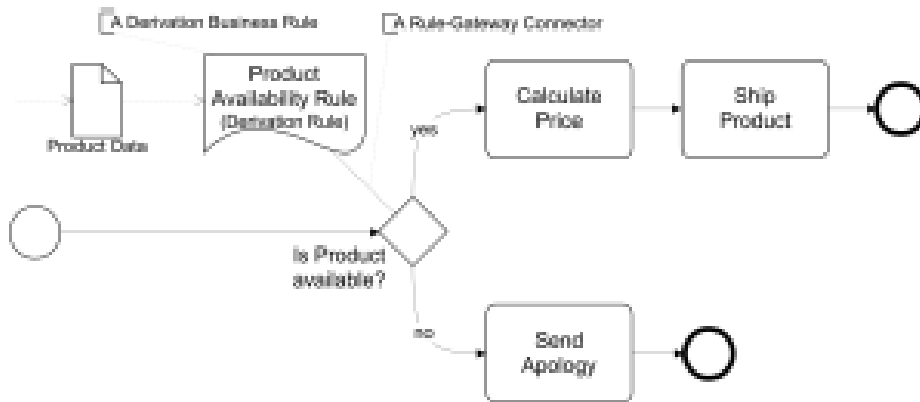 A Derivation Business Rule
A Rule-Gateway Connector
Product
Availability Rule
(Derivation Rule)
Product Data
Calculate
Price
Ship
Product
yes
Is Product
available?
no
Send
Apology